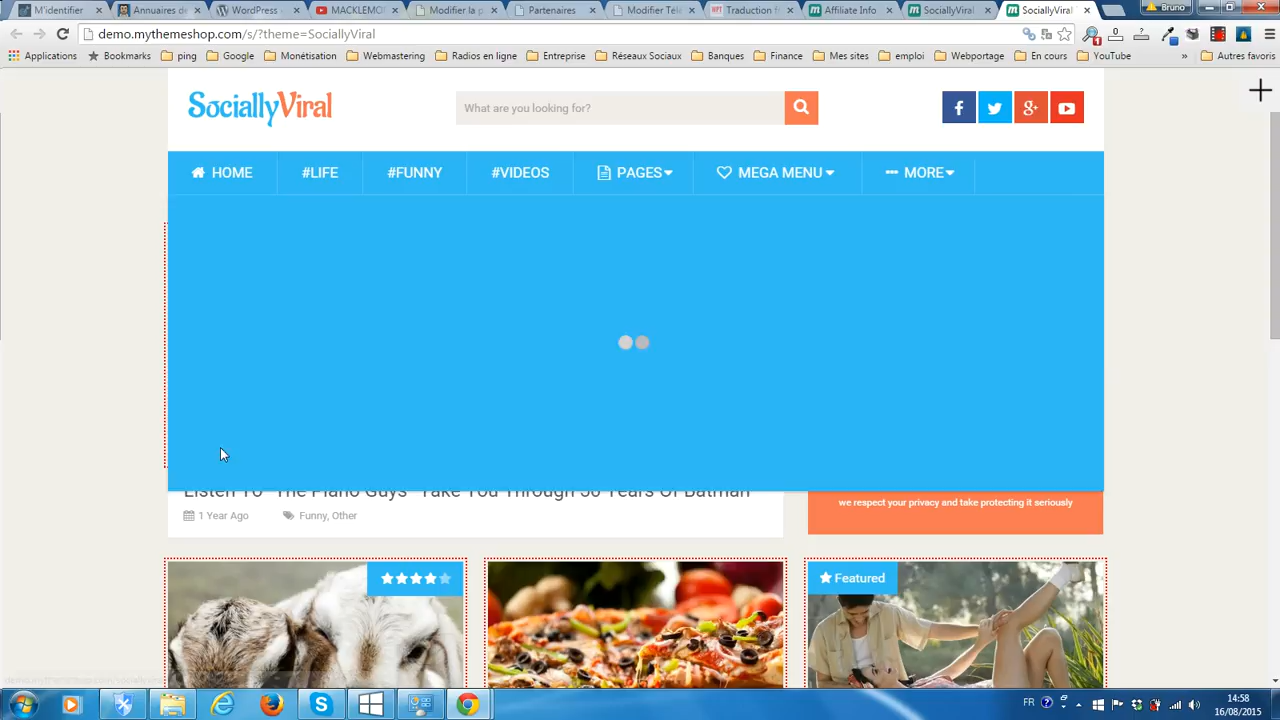 M'identifier
Annuaires de
WordPress
MACKLEMO
Modifier la p
Partenaires
Modifier Télé
Traduction f
Affiliate Info
SociallyViral
SociallyViral
Bruno
demo.mythemeshop.com/s/?theme=SociallyViral
Applications
Bookmarks
ping
Google
Monétisation
Webmarketing
Radios en ligne
Entreprise
Réseaux Sociaux
Banques
Finance
Mes sites
emploi
Webportage
En cours
YouTube
»
Autres favoris
SociallyViral
What are you looking for?
HOME
#LIFE
#FUNNY
#VIDEOS
PAGES
MEGA MENU
MORE
Listen To "The Piano Guys" Take You Through 50 Years Of Batman
1 Year Ago
Funny, Other
we respect your privacy and take protecting it seriously
Featured
FR
14:58
16/08/2015